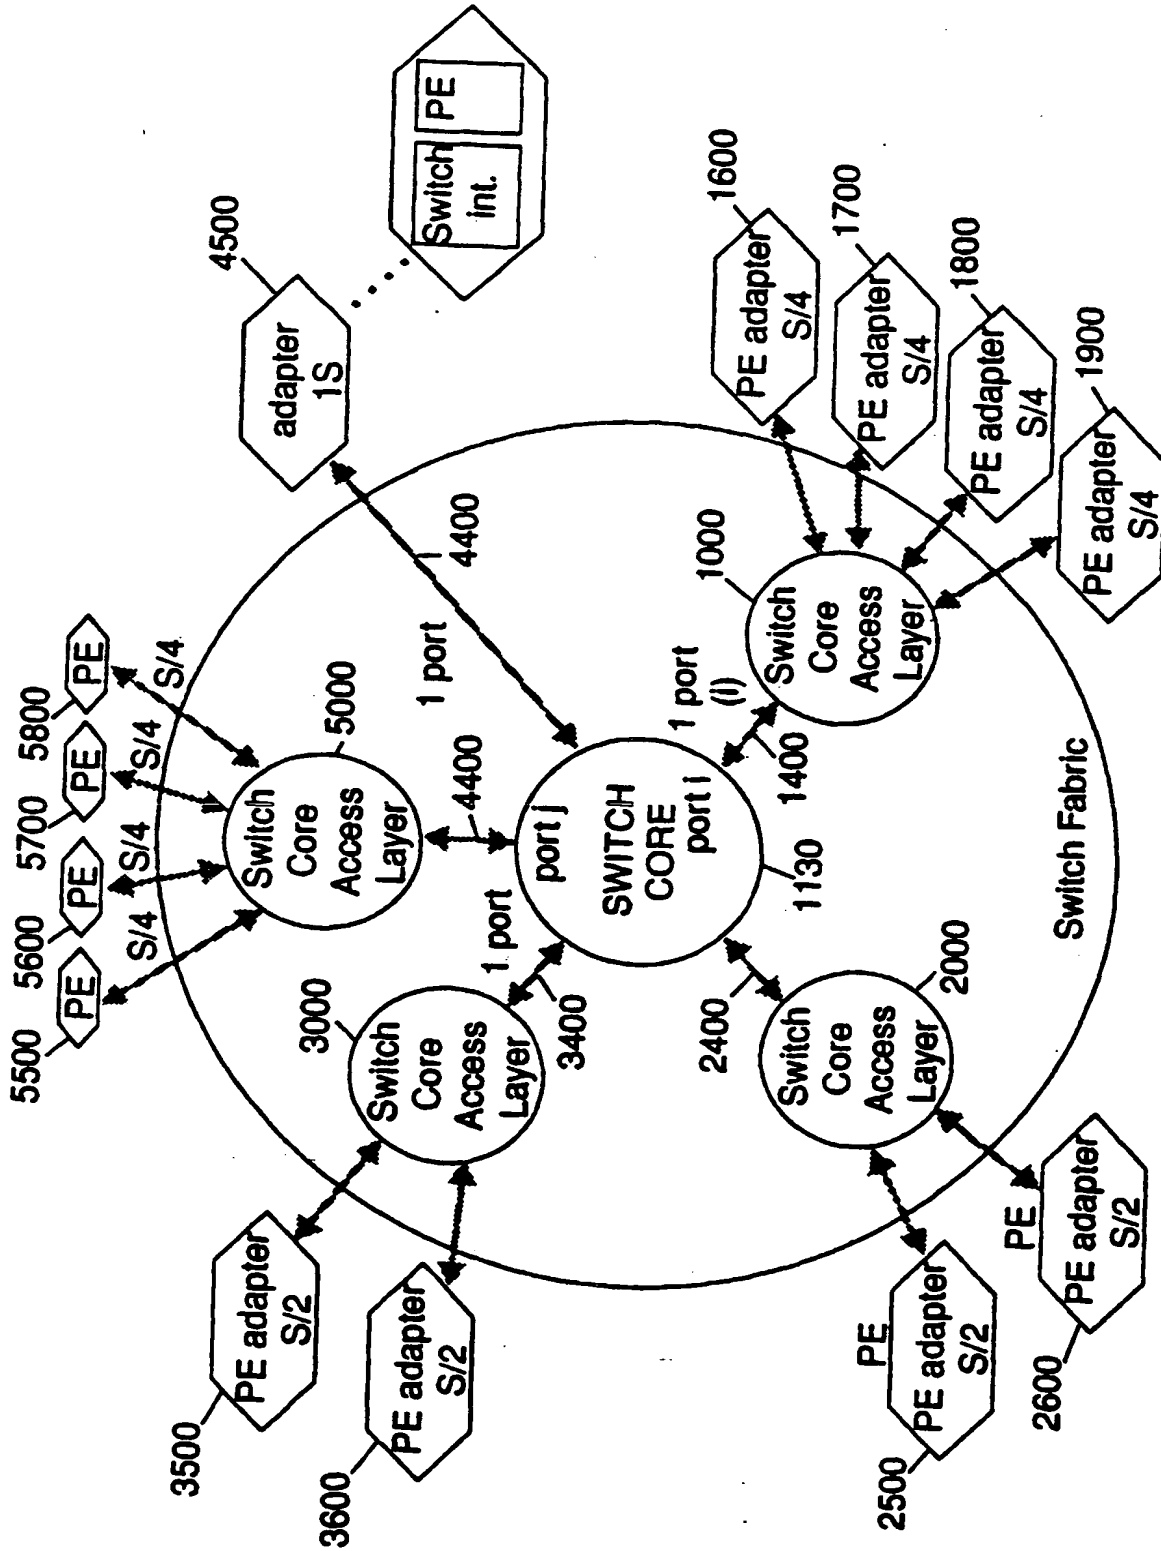 5500
5600
5700
5800
PE
PE
PE
PE
S/4
S/4
S/4
S/4
3500
PE adapter
S/2
3600
PE adapter
S/2
3000
Switch
Core
Access
Layer
5000
Switch
Core
Access
Layer
4500
adapter
1S
Switch
int.
PE
1 port
4400
1 port
3400
4400
port j
SWITCH
CORE
port i
1130
1 port
(i)
1400
2400
1000
Switch
Core
Access
Layer
1600
PE adapter
S/4
1700
PE adapter
S/4
1800
PE adapter
S/4
1900
PE adapter
S/4
2000
Switch
Core
Access
Layer
2500
PE
PE adapter
S/2
2600
PE
PE adapter
S/2
Switch Fabric